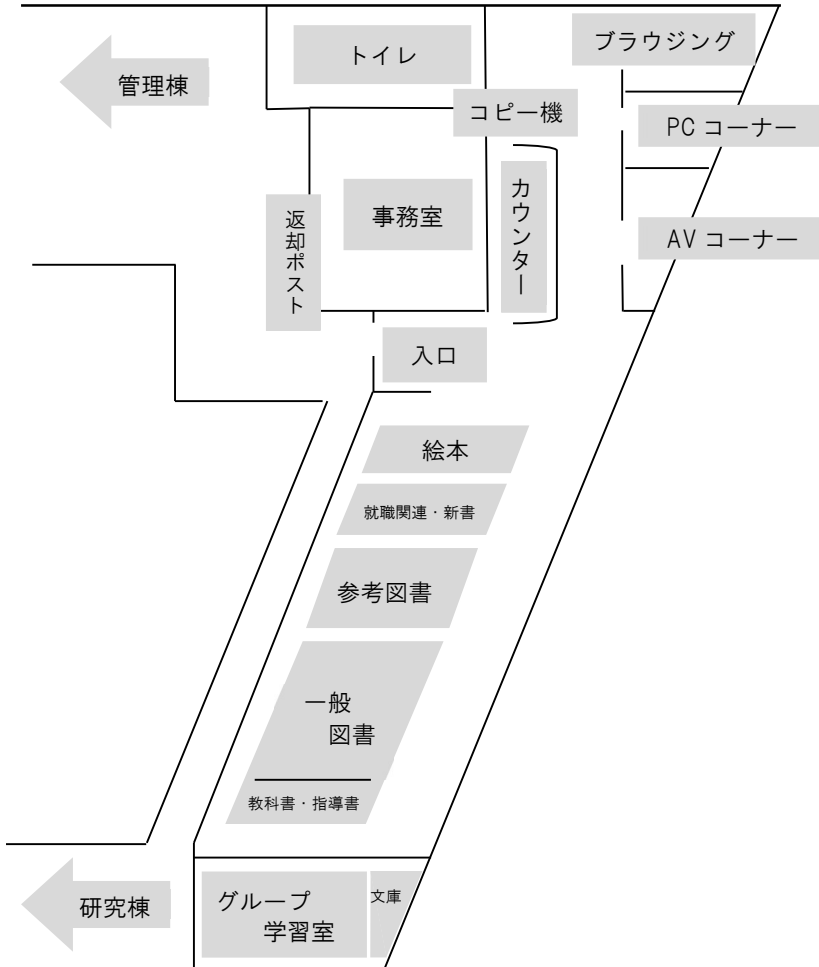 トイレ
ブラウジング
管理棟
コピー機
PC コーナー
カウンター
事務室
返却ポスト
AV コーナー
入口
絵本
就職関連・新書
参考図書
一般
図書
教科書・指導書
研究棟
グループ
学習室
文庫